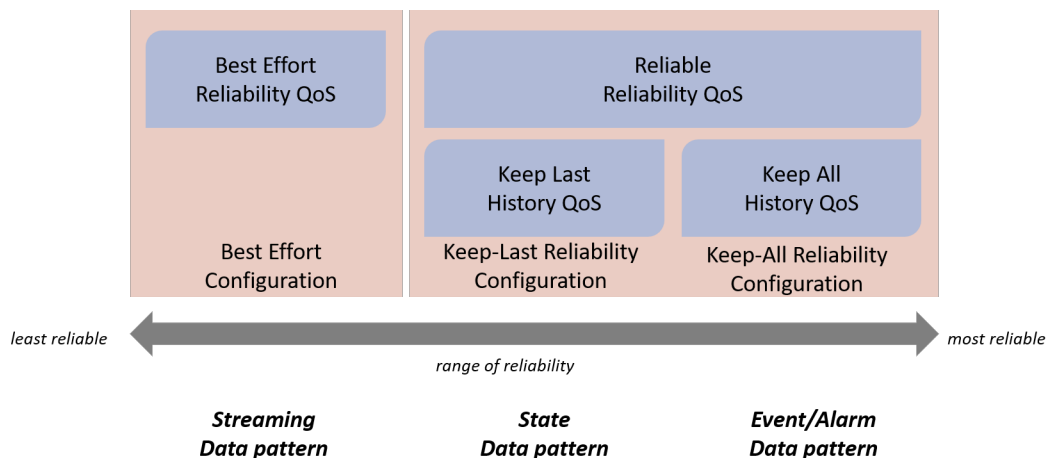 Best Effort
Reliability QoS
Reliable
Reliability QoS
Keep Last
History QoS
Keep All
History QoS
Best Effort
Configuration
Keep-Last Reliability
Configuration
Keep-All Reliability
Configuration
least reliable
most reliable
range of reliability
Streaming
Data pattern
State
Data pattern
Event/Alarm
Data pattern